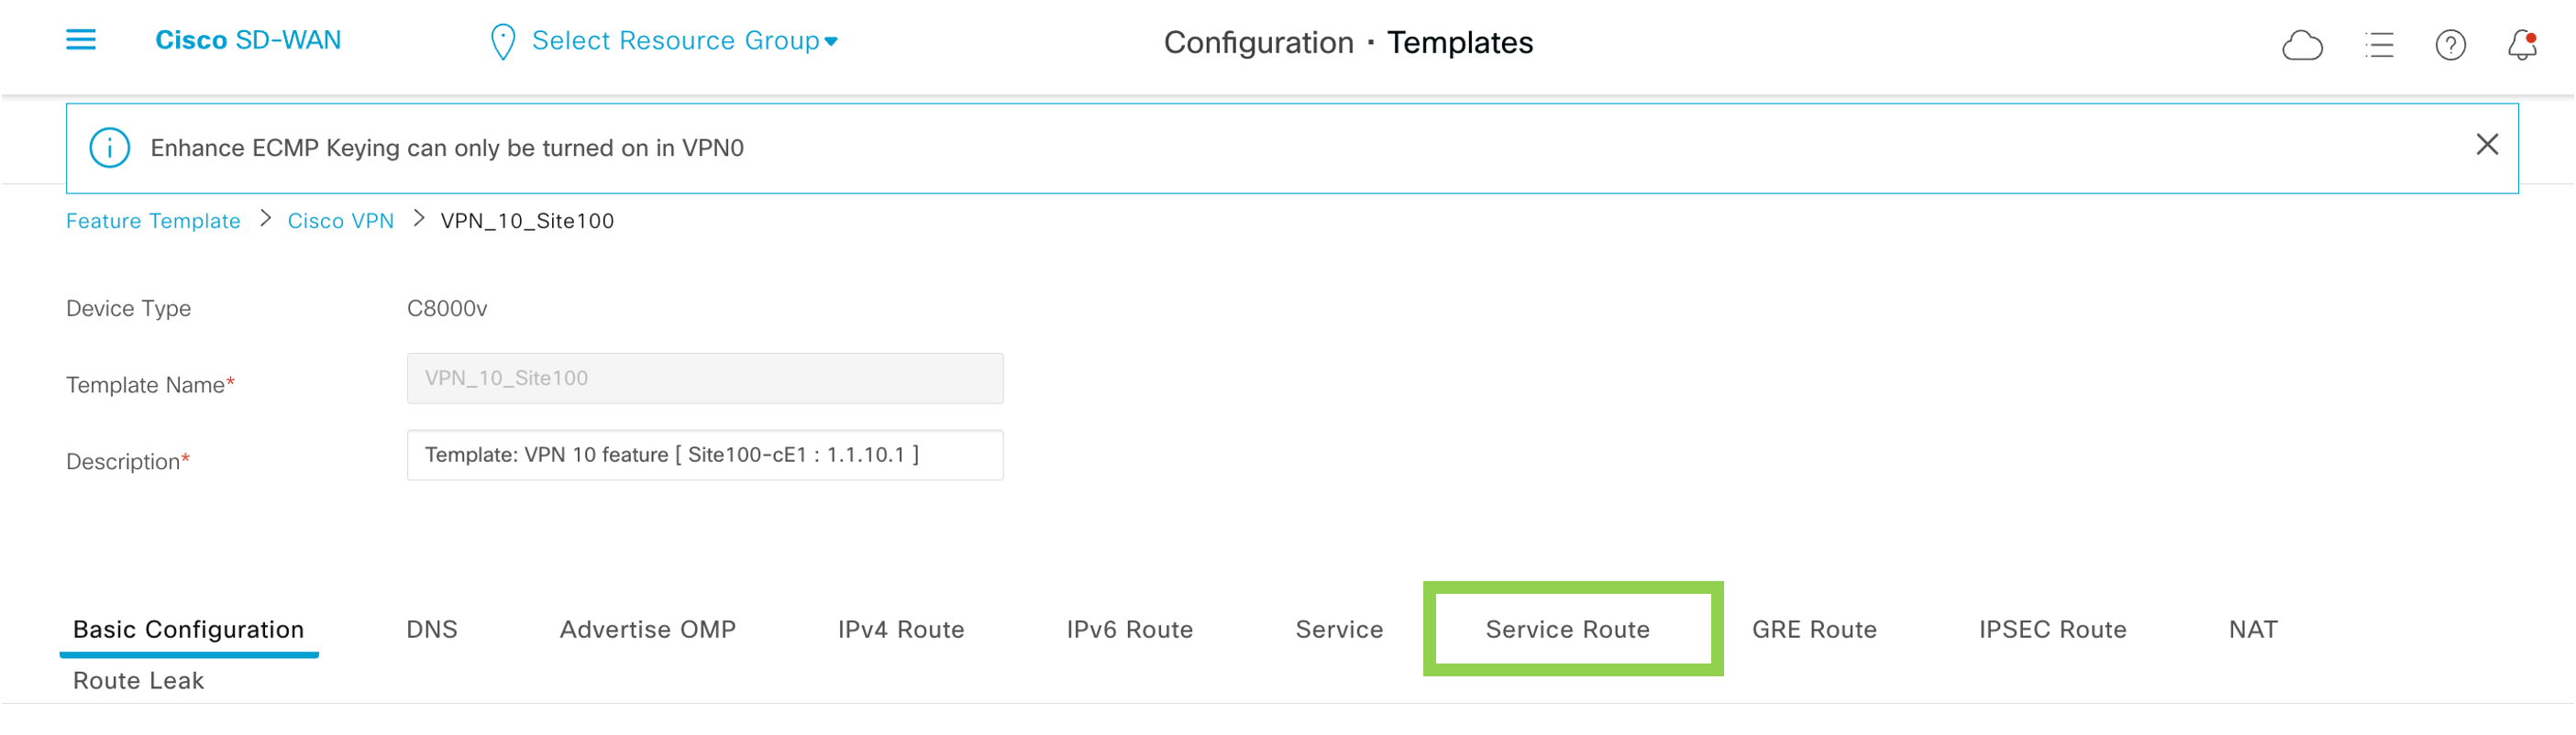 Cisco SD-WAN Select Resource Group Configuration · Templates
Enhance ECMP Keying can only be turned on in VPN0
Feature Template > Cisco VPN > VPN_10_Site100
Device Type C8000v
Template Name* VPN_10_Site100
Description* Template: VPN 10 feature [ Site100-cE1 : 1.1.10.1 ]
Basic Configuration DNS Advertise OMP IPv4 Route IPv6 Route Service Service Route GRE Route IPSEC Route NAT
Route Leak